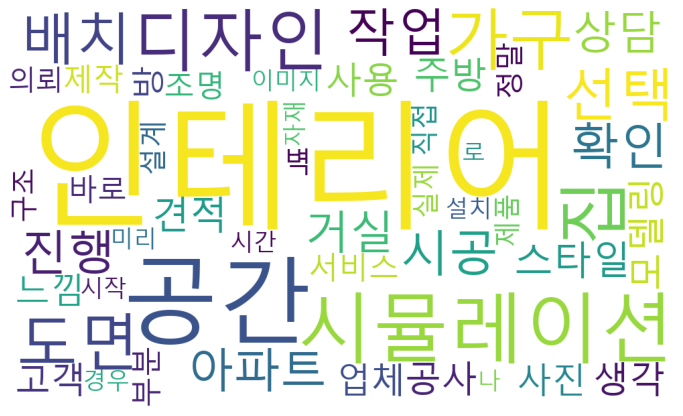 배치
디자인
작업
가구
상담
의뢰
제작
방
조명
이미지
사용
주방
정말
선택
인테리어
설계
자재
때
직접
로
확인
구조
바로
견적
거실
실제
설치
제품
집
모델링
진행
미리
시간
시공
스타일
느낌
시작
공간
서비스
시뮬레이션
도면
아파트
고객
경우
부분
업체
공사
나
사진
생각